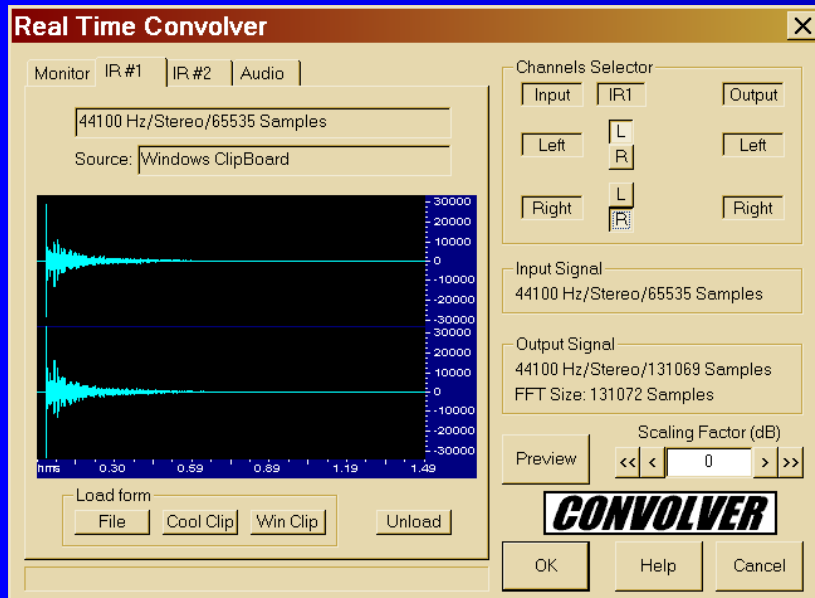 Real Time Convolver
Monitor IR #1 IR #2 Audio
44100 Hz/Stereo/65535 Samples
Source: Windows ClipBoard
30000
20000
10000
0
-10000
-20000
-30000
30000
20000
10000
0
-10000
-20000
-30000
hms 0.30 0.59 0.89 1.19 1.49
Load form
File Cool Clip Win Clip Unload
Channels Selector
Input IR1 Output
Left L R Left
Right L R Right
Input Signal
44100 Hz/Stereo/65535 Samples
Output Signal
44100 Hz/Stereo/131069 Samples
FFT Size: 131072 Samples
Scaling Factor (dB)
Preview << < 0 > >>
CONVOLVER
OK Help Cancel